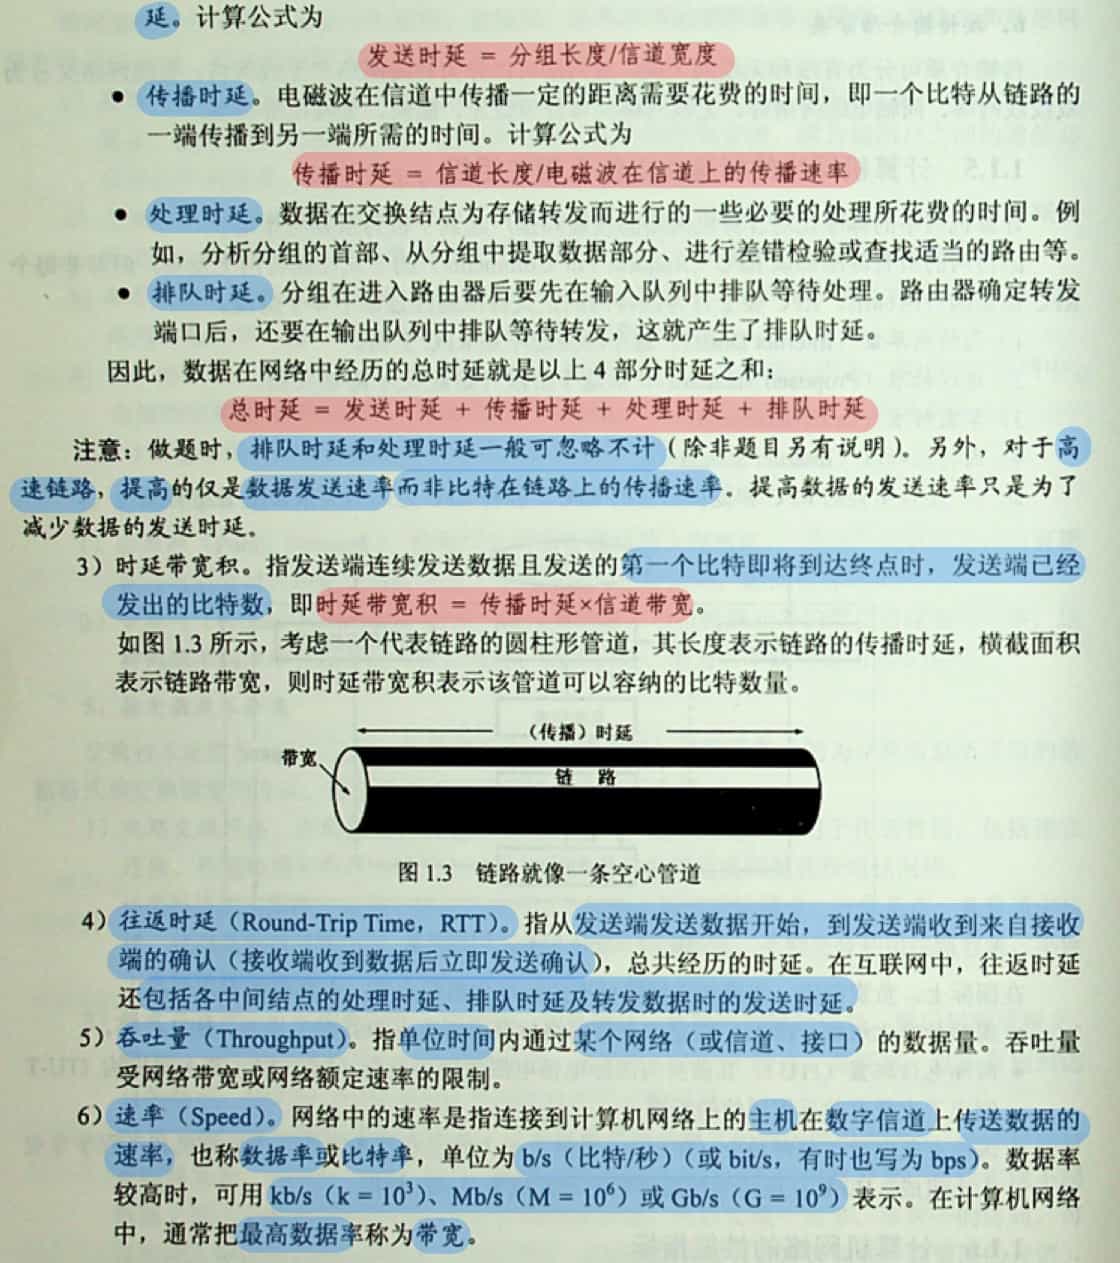 延。计算公式为
发送时延 = 分组长度/信道宽度
● 传播时延。电磁波在信道中传播一定的距离需要花费的时间，即一个比特从链路的
一端传播到另一端所需的时间。计算公式为
传播时延 = 信道长度/电磁波在信道上的传播速率
● 处理时延。数据在交换结点为存储转发而进行的一些必要的处理所花费的时间。例
如，分析分组的首部、从分组中提取数据部分、进行差错检验或查找适当的路由等。
● 排队时延。分组在进入路由器后要先在输入队列中排队等待处理。路由器确定转发
端口后，还要在输出队列中排队等待转发，这就产生了排队时延。
因此，数据在网络中经历的总时延就是以上 4 部分时延之和：
总时延 = 发送时延 + 传播时延 + 处理时延 + 排队时延
注意：做题时，排队时延和处理时延一般可忽略不计（除非题目另有说明）。另外，对于高
速链路，提高的仅是数据发送速率而非比特在链路上的传播速率。提高数据的发送速率只是为了
减少数据的发送时延。
3）时延带宽积。指发送端连续发送数据且发送的第一个比特即将到达终点时，发送端已经
发出的比特数，即时延带宽积 = 传播时延×信道带宽。
如图 1.3 所示，考虑一个代表链路的圆柱形管道，其长度表示链路的传播时延，横截面积
表示链路带宽，则时延带宽积表示该管道可以容纳的比特数量。
（传播）时延
带宽
链 路
图 1.3 链路就像一条空心管道
4）往返时延（Round-Trip Time，RTT）。指从发送端发送数据开始，到发送端收到来自接收
端的确认（接收端收到数据后立即发送确认），总共经历的时延。在互联网中，往返时延
还包括各中间结点的处理时延、排队时延及转发数据时的发送时延。
5）吞吐量（Throughput）。指单位时间内通过某个网络（或信道、接口）的数据量。吞吐量
受网络带宽或网络额定速率的限制。
6）速率（Speed）。网络中的速率是指连接到计算机网络上的主机在数字信道上传送数据的
速率，也称数据率或比特率，单位为 b/s（比特/秒）（或 bit/s，有时也写为 bps）。数据率
较高时，可用 kb/s（k = 10³）、Mb/s（M = 10⁶）或 Gb/s（G = 10⁹）表示。在计算机网络
中，通常把最高数据率称为带宽。